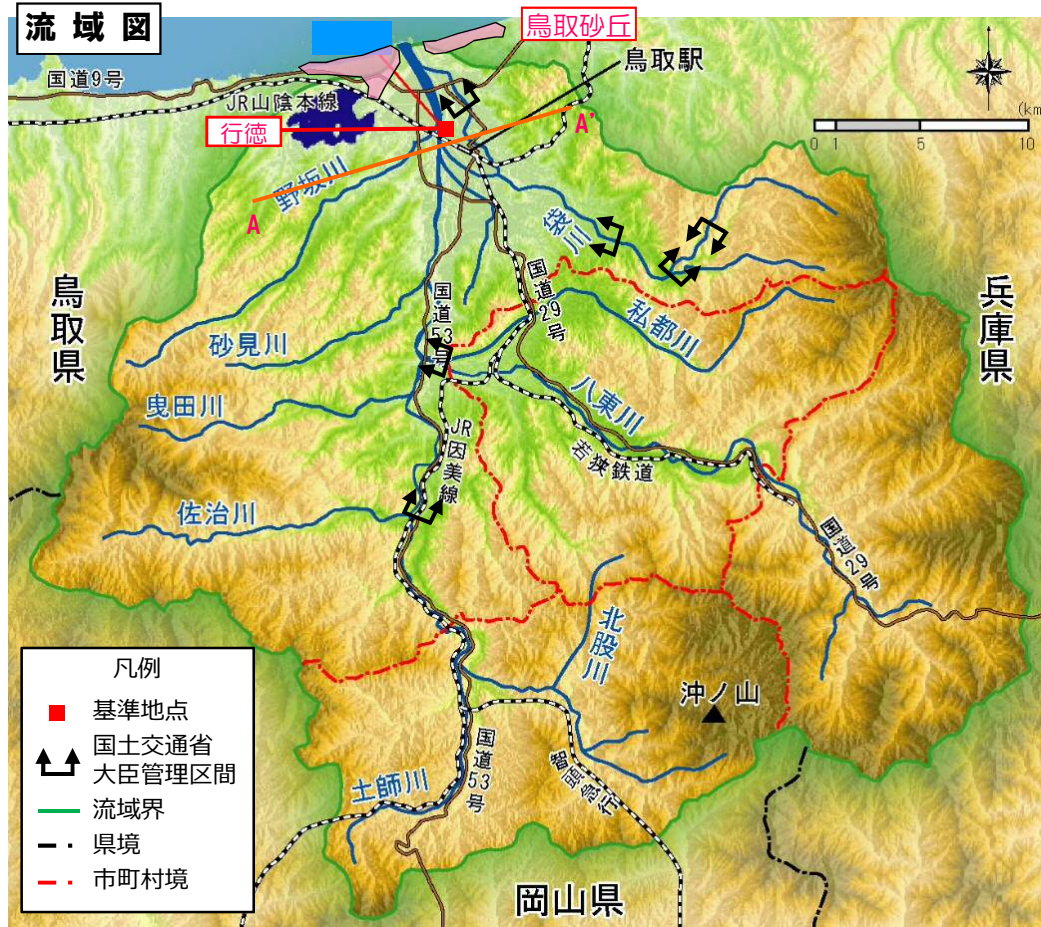 流域図
鳥取砂丘
鳥取駅
国道9号
JR山陰本線
行徳
A'
(km
0 1 5 10
野坂川
A
袋川
鳥取県
兵庫県
国道53号
国道29号
私都川
砂見川
八東川
曳田川
JR因美線
若狭鉄道
佐治川
国道29号
北股川
沖ノ山
凡例
基準地点
国土交通省
大臣管理区間
流域界
県境
市町村境
国道53号
智頭急行
土師川
岡山県